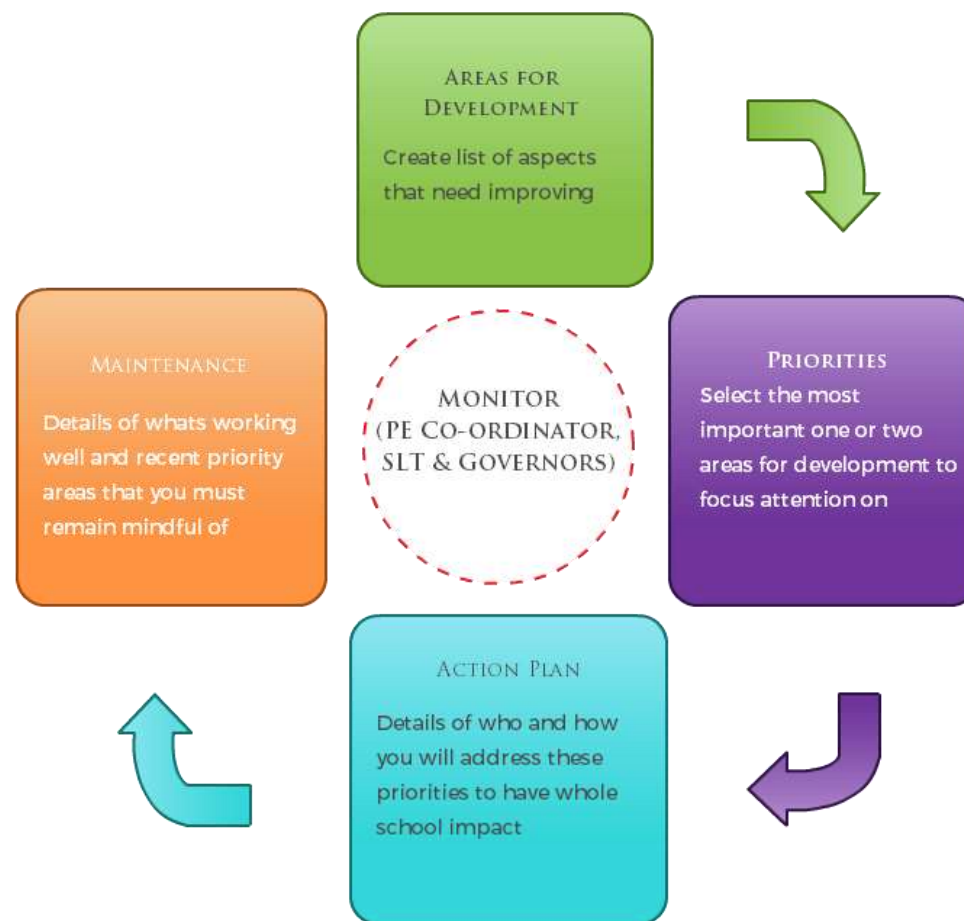 AREAS FOR
DEVELOPMENT
Create list of aspects
that need improving
PRIORITIES
Select the most
important one or two
areas for development to
focus attention on
ACTION PLAN
Details of who and how
you will address these
priorities to have whole
school impact
MAINTENANCE
Details of whats working
well and recent priority
areas that you must
remain mindful of
MONITOR
(PE CO-ORDINATOR,
SLT & GOVERNORS)